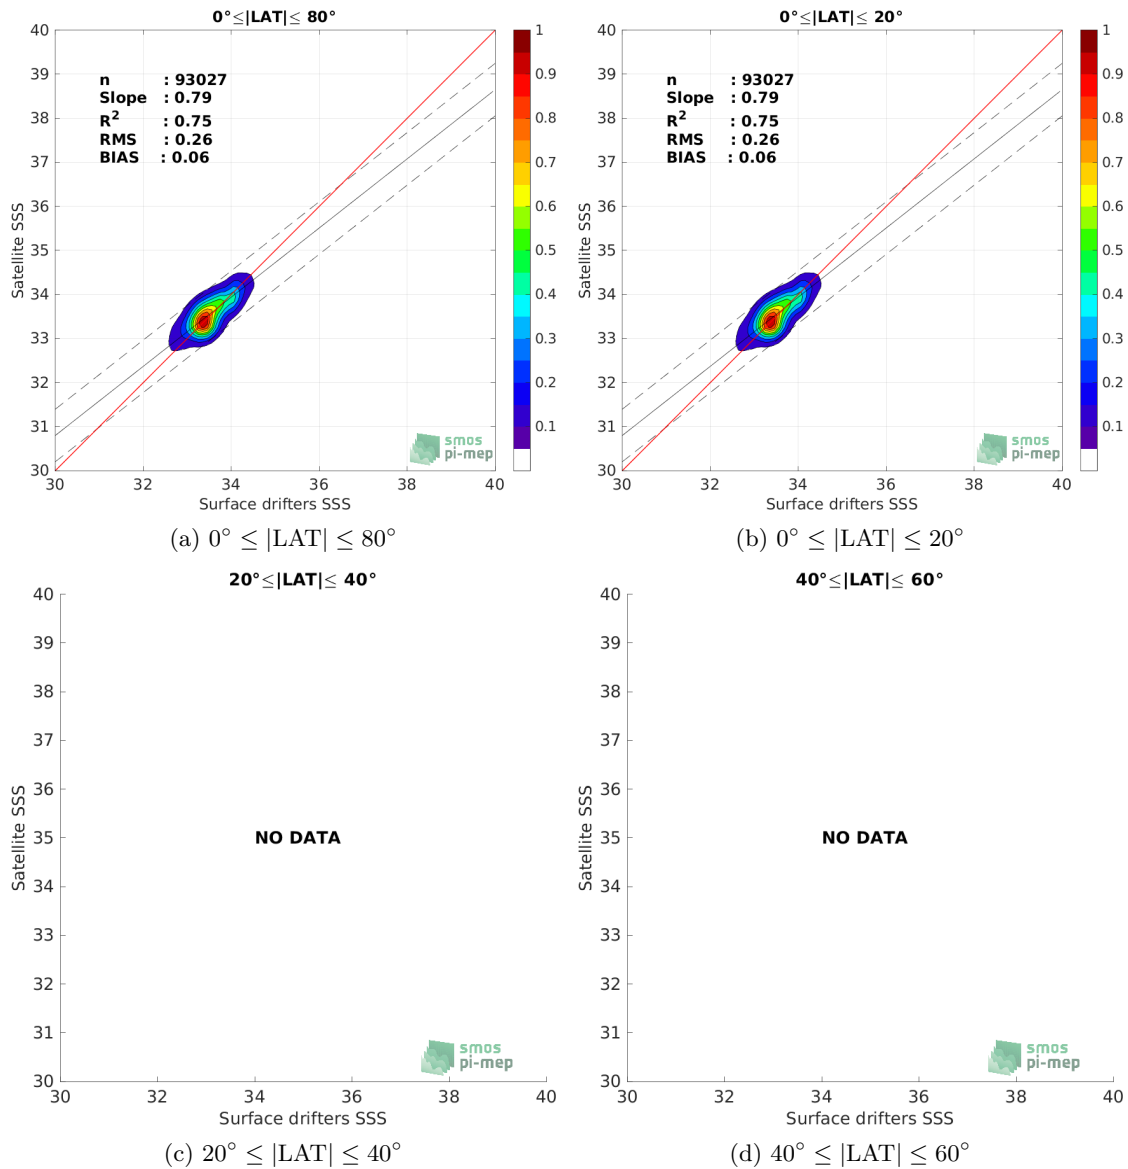 0°≤|LAT|≤ 80°
40
39
38
37
36
35
34
33
32
31
30
Satellite SSS
n : 93027
Slope : 0.79
R2 : 0.75
RMS : 0.26
BIAS : 0.06
smos
pi-mep
30 32 34 36 38 40
Surface drifters SSS
1
0.9
0.8
0.7
0.6
0.5
0.4
0.3
0.2
0.1
(a) 0° ≤ |LAT| ≤ 80°
0°≤|LAT|≤ 20°
40
39
38
37
36
35
34
33
32
31
30
Satellite SSS
n : 93027
Slope : 0.79
R2 : 0.75
RMS : 0.26
BIAS : 0.06
smos
pi-mep
30 32 34 36 38 40
Surface drifters SSS
1
0.9
0.8
0.7
0.6
0.5
0.4
0.3
0.2
0.1
(b) 0° ≤ |LAT| ≤ 20°
20°≤|LAT|≤ 40°
40
39
38
37
36
35
34
33
32
31
30
Satellite SSS
NO DATA
smos
pi-mep
30 32 34 36 38 40
Surface drifters SSS
(c) 20° ≤ |LAT| ≤ 40°
40°≤|LAT|≤ 60°
40
39
38
37
36
35
34
33
32
31
30
Satellite SSS
NO DATA
smos
pi-mep
30 32 34 36 38 40
Surface drifters SSS
(d) 40° ≤ |LAT| ≤ 60°